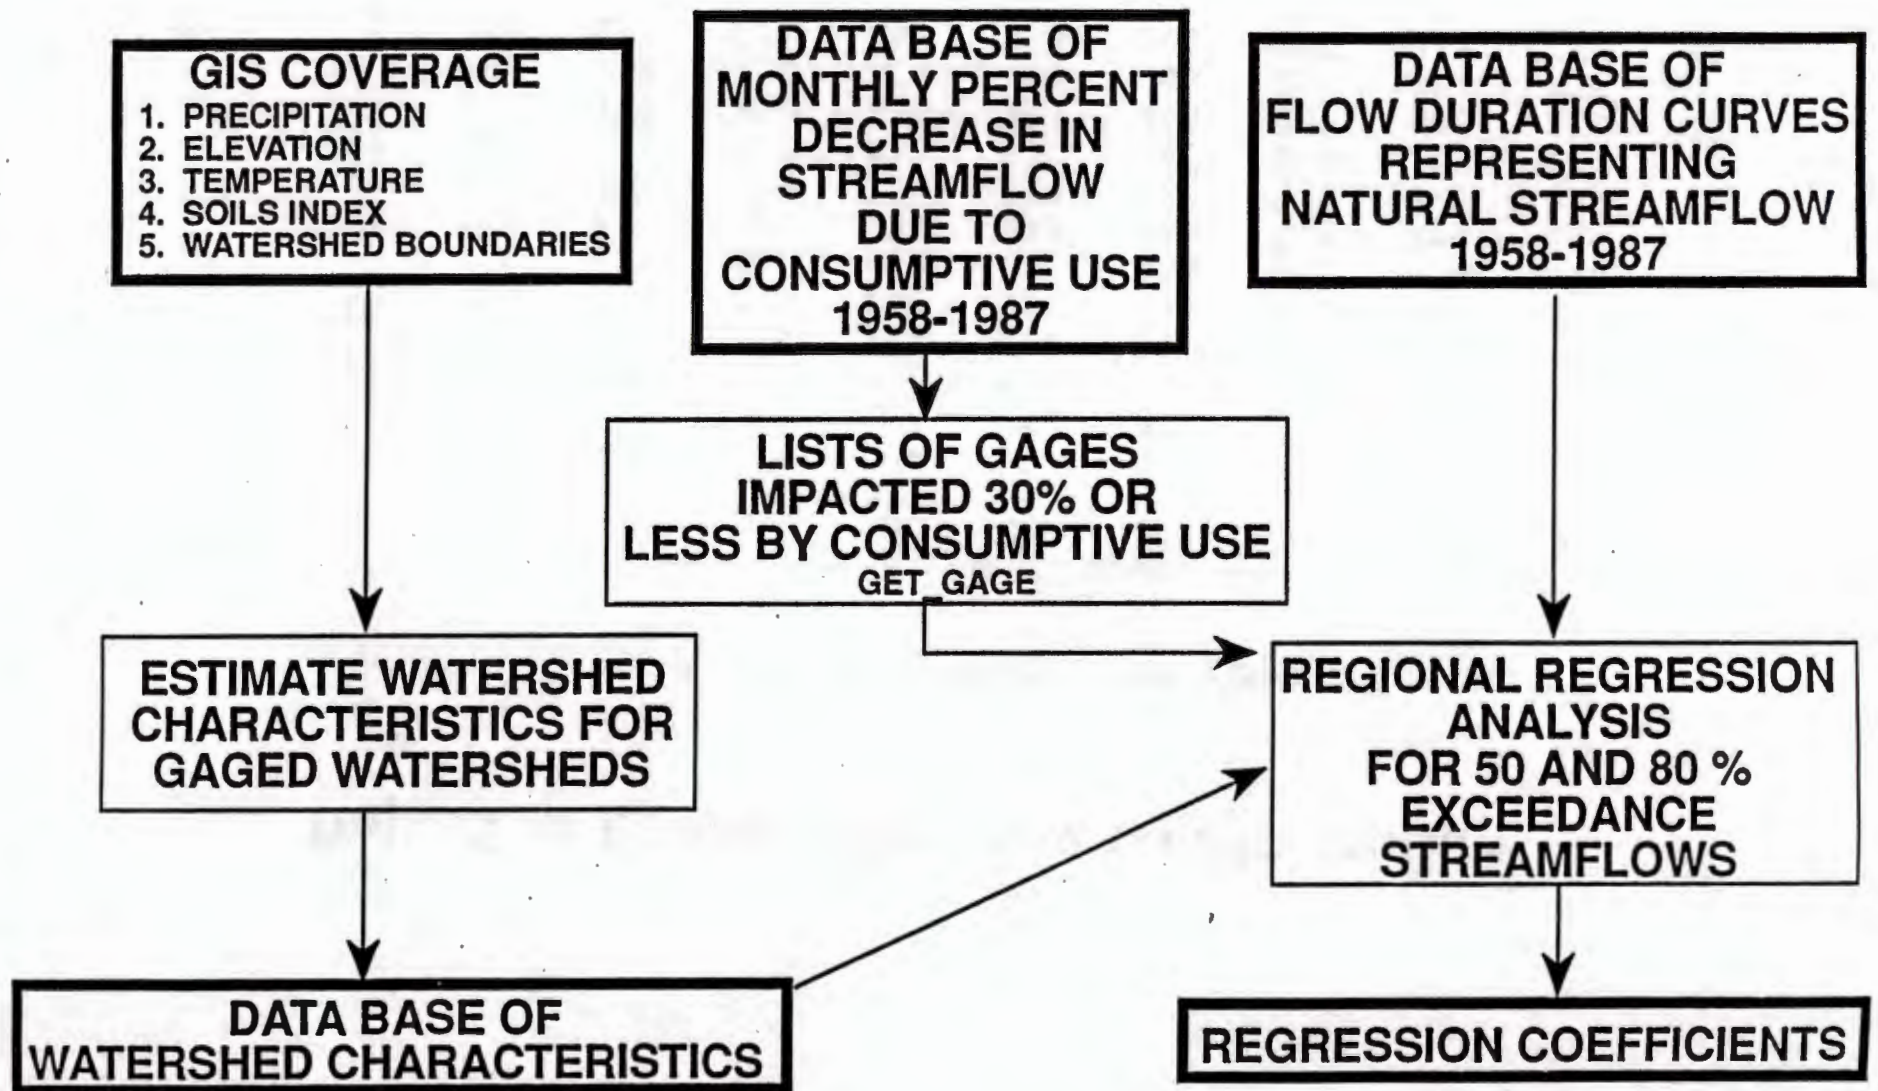 GIS COVERAGE
1. PRECIPITATION
2. ELEVATION
3. TEMPERATURE
4. SOILS INDEX
5. WATERSHED BOUNDARIES
DATA BASE OF
MONTHLY PERCENT
DECREASE IN
STREAMFLOW
DUE TO
CONSUMPTIVE USE
1958-1987
DATA BASE OF
FLOW DURATION CURVES
REPRESENTING
NATURAL STREAMFLOW
1958-1987
LISTS OF GAGES
IMPACTED 30% OR
LESS BY CONSUMPTIVE USE
GET_GAGE
ESTIMATE WATERSHED
CHARACTERISTICS FOR
GAGED WATERSHEDS
REGIONAL REGRESSION
ANALYSIS
FOR 50 AND 80 %
EXCEEDANCE
STREAMFLOWS
DATA BASE OF
WATERSHED CHARACTERISTICS
REGRESSION COEFFICIENTS